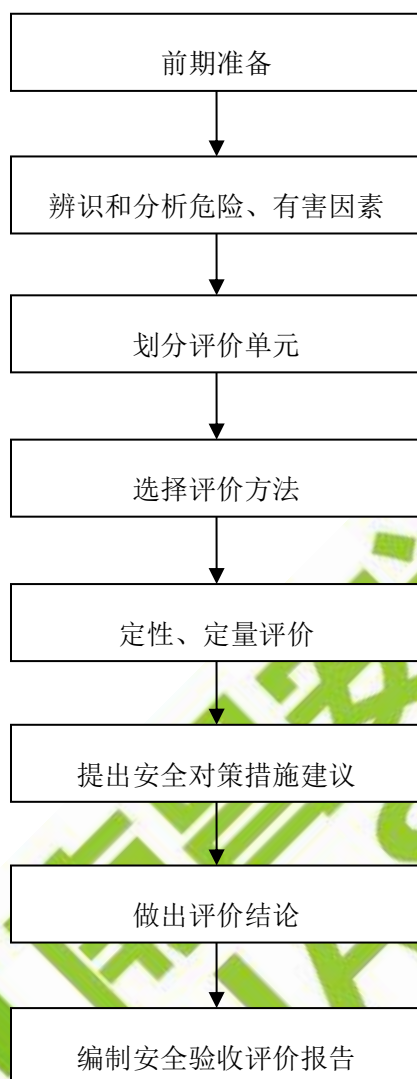 前期准备
辨识和分析危险、有害因素
划分评价单元
选择评价方法
定性、定量评价
提出安全对策措施建议
做出评价结论
编制安全验收评价报告